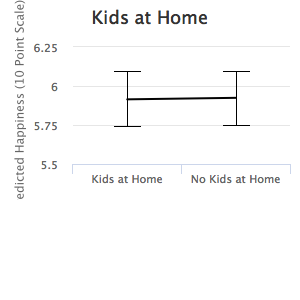 Kids at Home
edicted Happiness (10 Point Scale)
6.25
6
5.75
5.5
Kids at Home
No Kids at Home